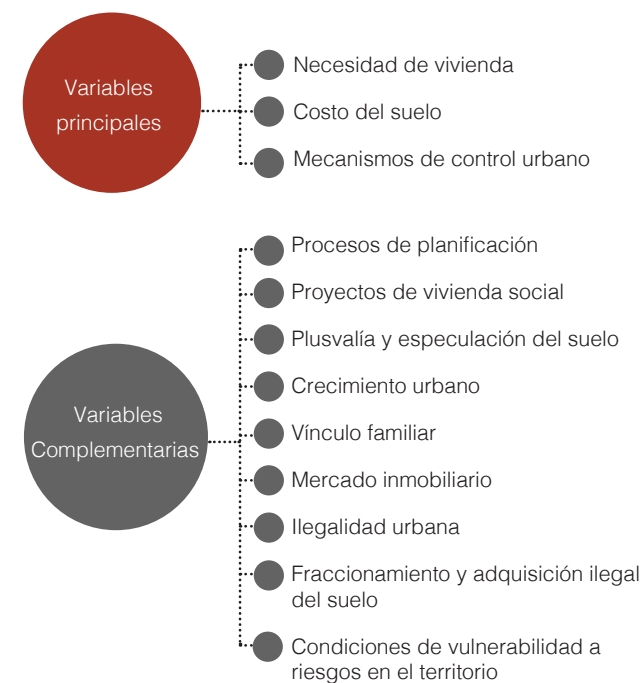 Variables
principales
Necesidad de vivienda
Costo del suelo
Mecanismos de control urbano
Variables
Complementarias
Procesos de planificación
Proyectos de vivienda social
Plusvalía y especulación del suelo
Crecimiento urbano
Vínculo familiar
Mercado inmobiliario
Ilegalidad urbana
Fraccionamiento y adquisición ilegal
del suelo
Condiciones de vulnerabilidad a
riesgos en el territorio